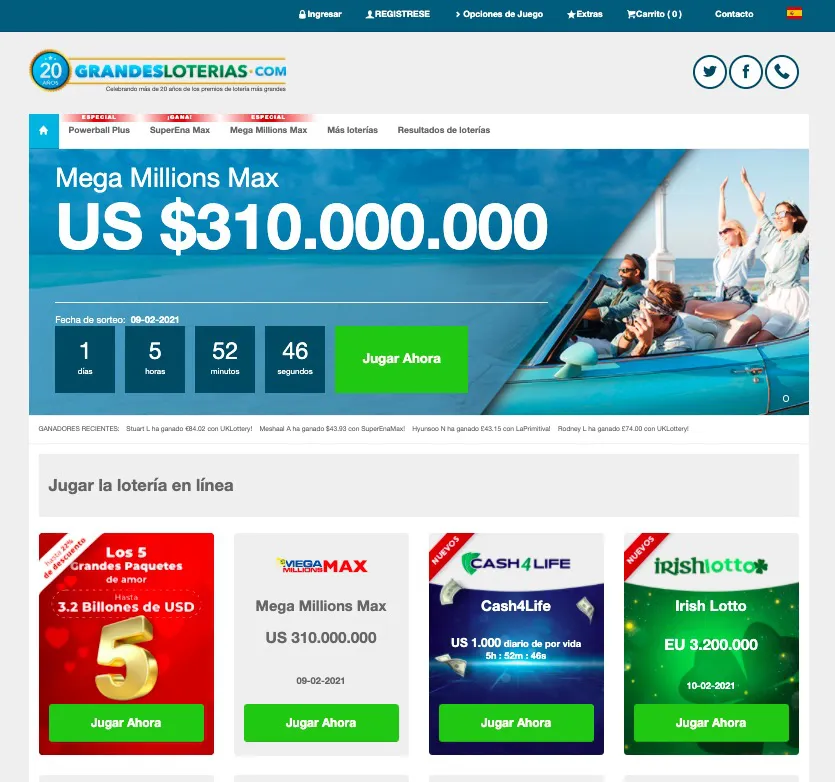 Ingresar
REGISTRESE
Opciones de Juego
Extras
Carrito ( 0 )
Contacto
20
AÑOS
GRANDESLOTERIAS.COM
Celebrando más de 20 años de los premios de lotería más grandes
ESPECIAL
¡GANA!
ESPECIAL
Powerball Plus
SuperEna Max
Mega Millions Max
Más loterías
Resultados de loterías
Mega Millions Max
US $310.000.000
Fecha de sorteo: 09-02-2021
1
días
5
horas
52
minutos
46
segundos
Jugar Ahora
GANADORES RECIENTES: Stuart L ha ganado €84.02 con UKLottery! Meshaal A ha ganado $43.93 con SuperEnaMax! Hyunsoo N ha ganado £43.15 con LaPrimitiva! Rodney L ha ganado £74.00 con UKLottery!
Jugar la lotería en línea
hasta 22%
de descuento
Los 5
Grandes Paquetes
de amor
Hasta
3.2 Billones de USD
5
Jugar Ahora
MEGA
MILLIONS
MAX
Mega Millions Max
US 310.000.000
09-02-2021
Jugar Ahora
NUEVOS
CASH4LIFE
Cash4Life
US 1.000 diario de por vida
5h : 52m : 46s
Jugar Ahora
NUEVOS
irishlotto
Irish Lotto
EU 3.200.000
10-02-2021
Jugar Ahora